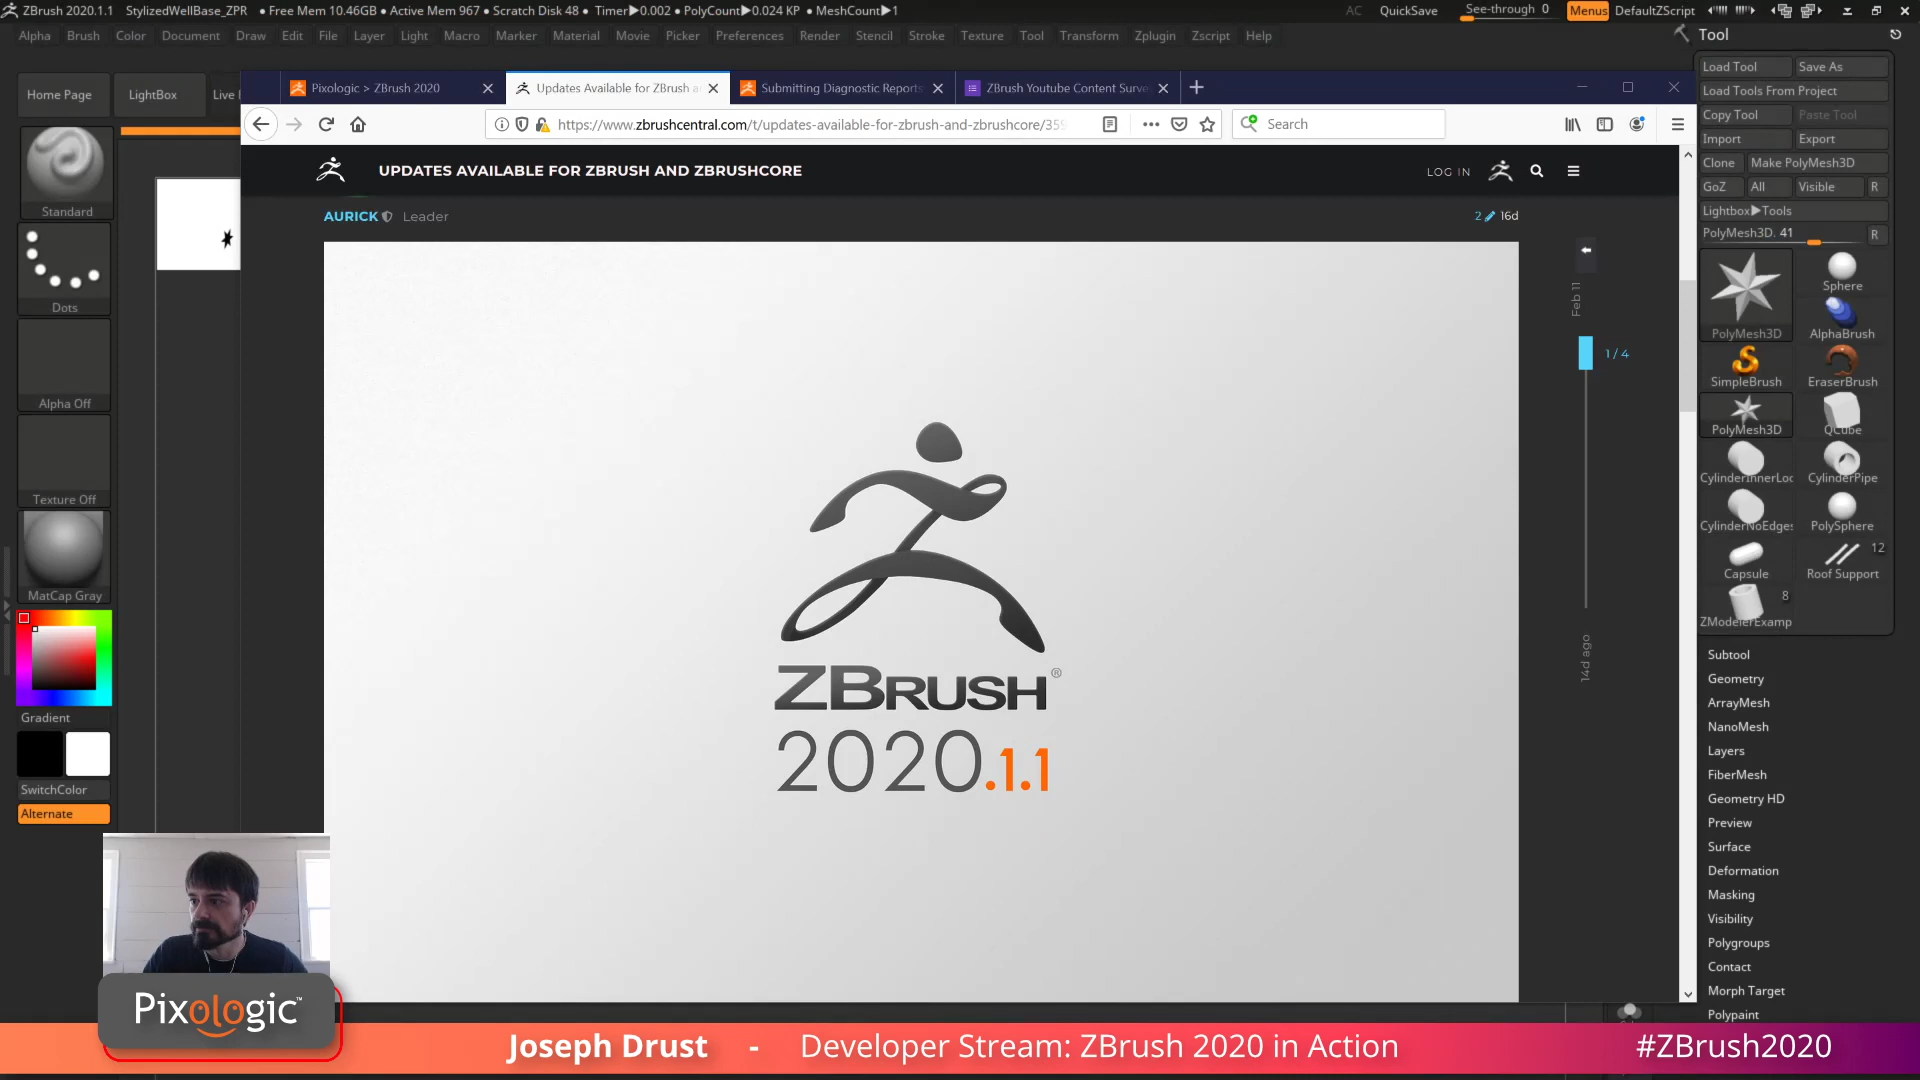 ZBrush 2020.1.1 StylizedWellBase_ZPR • Free Mem 10.46GB • Active Mem 967 • Scratch Disk 48 • Timer▶0.002 • PolyCount▶0.024 KP • MeshCount▶1 AC QuickSave See-through 0 Menus DefaultZScript
Alpha Brush Color Document Draw Edit File Layer Light Macro Marker Material Movie Picker Preferences Render Stencil Stroke Texture Tool Transform Zplugin Zscript Help
Home Page LightBox Live
Standard
Dots
Alpha Off
Texture Off
MatCap Gray
Gradient
SwitchColor
Alternate
Pixologic > ZBrush 2020 Updates Available for ZBrush a Submitting Diagnostic Reports ZBrush Youtube Content Surve
https://www.zbrushcentral.com/t/updates-available-for-zbrush-and-zbrushcore/359 Search
UPDATES AVAILABLE FOR ZBRUSH AND ZBRUSHCORE LOG IN
AURICK Leader 2 16d
Feb 11
1 / 4
14d ago
ZBRUSH®
2020.1.1
Tool
Load Tool Save As
Load Tools From Project
Copy Tool Paste Tool
Import Export
Clone Make PolyMesh3D
GoZ All Visible R
Lightbox▶Tools
PolyMesh3D. 41 R
PolyMesh3D Sphere
AlphaBrush
SimpleBrush EraserBrush
PolyMesh3D QCube
CylinderInnerLoc CylinderPipe
CylinderNoEdges PolySphere
Capsule Roof Support 12
ZModelerExamp 8
Subtool
Geometry
ArrayMesh
NanoMesh
Layers
FiberMesh
Geometry HD
Preview
Surface
Deformation
Masking
Visibility
Polygroups
Contact
Morph Target
Polypaint
Pixologic™
Joseph Drust - Developer Stream: ZBrush 2020 in Action #ZBrush2020